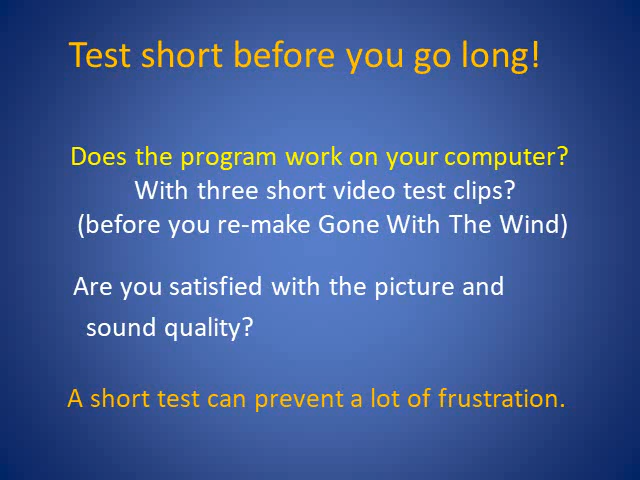 Test short before you go long!
Does the program work on your computer?
With three short video test clips?
(before you re-make Gone With The Wind)
Are you satisfied with the picture and
sound quality?
A short test can prevent a lot of frustration.